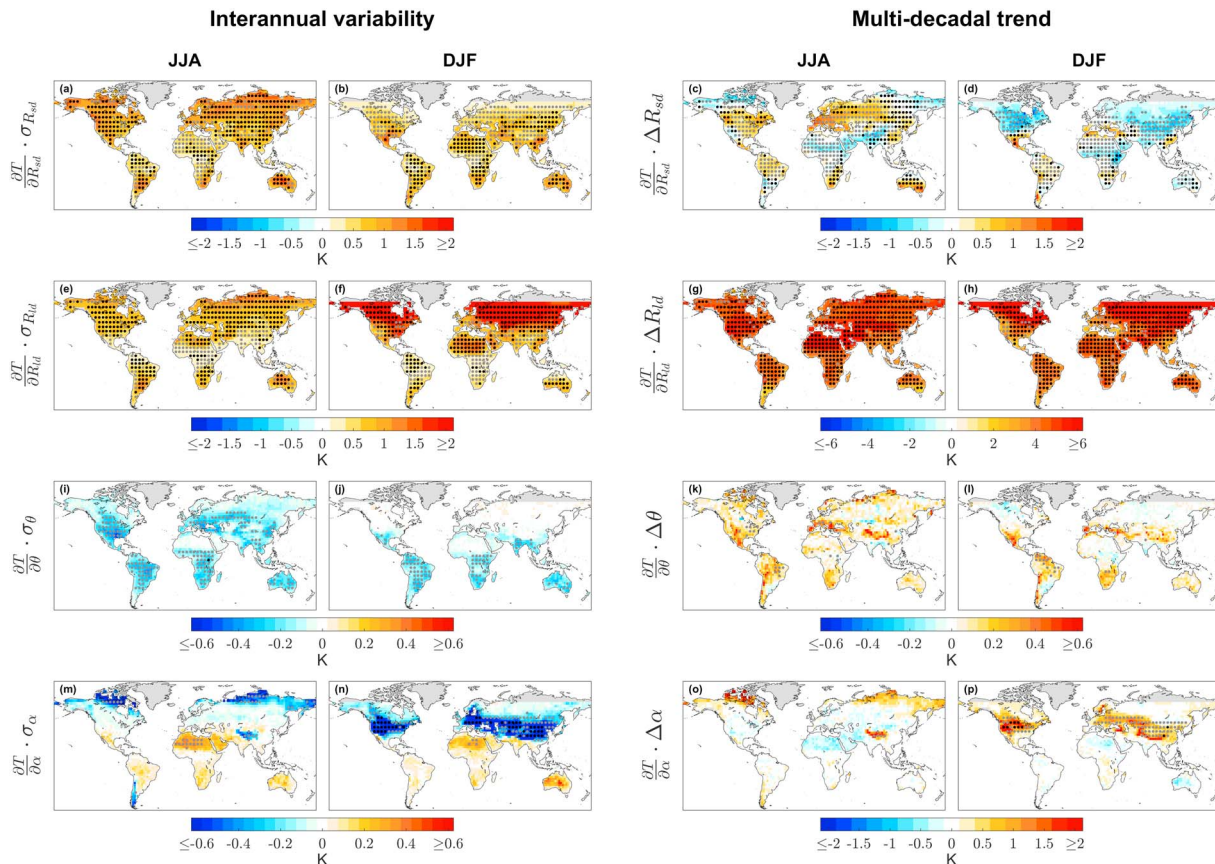 Interannual variability Multi-decadal trend
JJA DJF JJA DJF
∂T/∂R_sd · σ_{R_sd} (a) (b) ∂T/∂R_sd · ΔR_sd (c) (d)
≤-2 -1.5 -1 -0.5 0 0.5 1 1.5 ≥2 ≤-2 -1.5 -1 -0.5 0 0.5 1 1.5 ≥2
K K
∂T/∂R_ld · σ_{R_ld} (e) (f) ∂T/∂R_ld · ΔR_ld (g) (h)
≤-2 -1.5 -1 -0.5 0 0.5 1 1.5 ≥2 ≤-6 -4 -2 0 2 4 ≥6
K K
∂T/∂θ · σ_θ (i) (j) ∂T/∂θ · Δθ (k) (l)
≤-0.6 -0.4 -0.2 0 0.2 0.4 ≥0.6 ≤-0.6 -0.4 -0.2 0 0.2 0.4 ≥0.6
K K
∂T/∂α · σ_α (m) (n) ∂T/∂α · Δα (o) (p)
≤-0.6 -0.4 -0.2 0 0.2 0.4 ≥0.6 ≤-2 -1.5 -1 -0.5 0 0.5 1 1.5 ≥2
K K